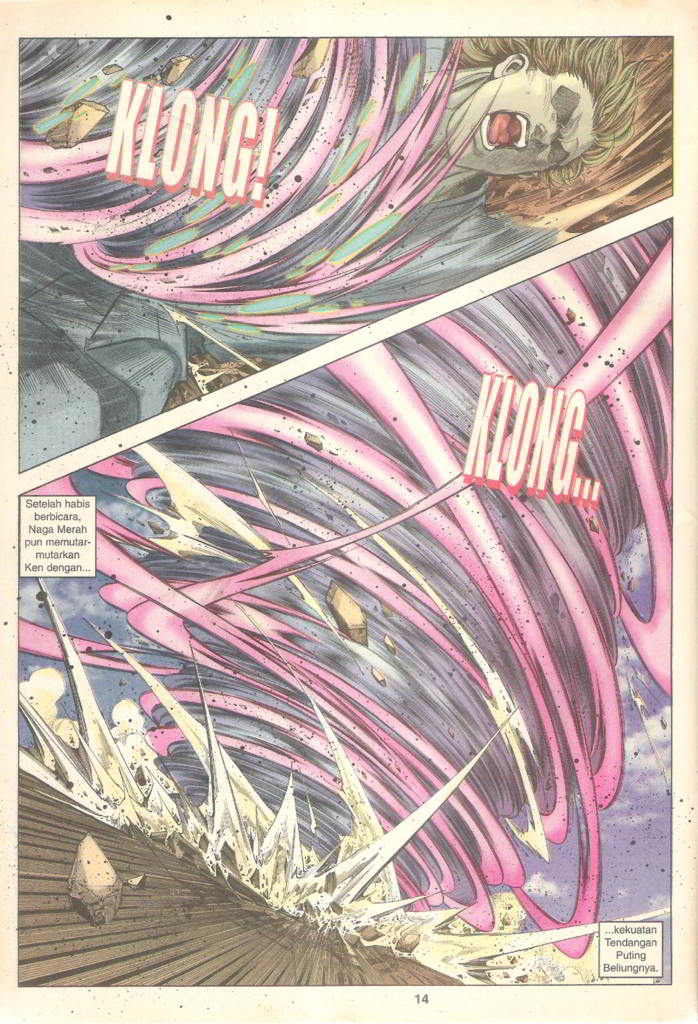 KLONG!
KLONG...
Setelah habis
berbicara,
Naga Merah
pun memutar-
mutarkan
Ken dengan...
...kekuatan
Tendangan
Puting
Beliungnya.
14